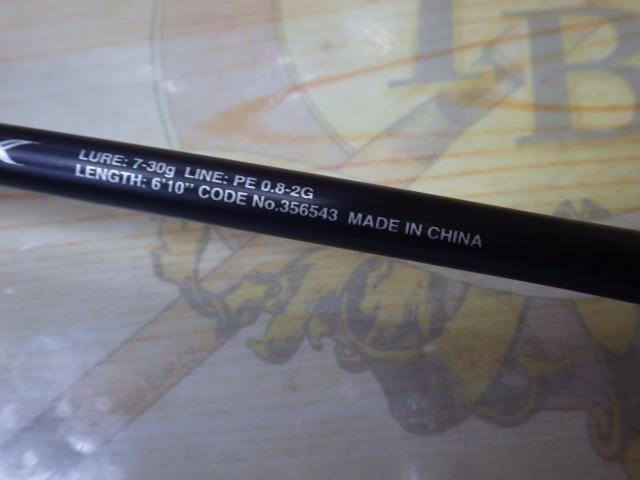 LURE: 7-30g LINE: PE 0.8-2G
LENGTH: 6'10" CODE No.356543 MADE IN CHINA